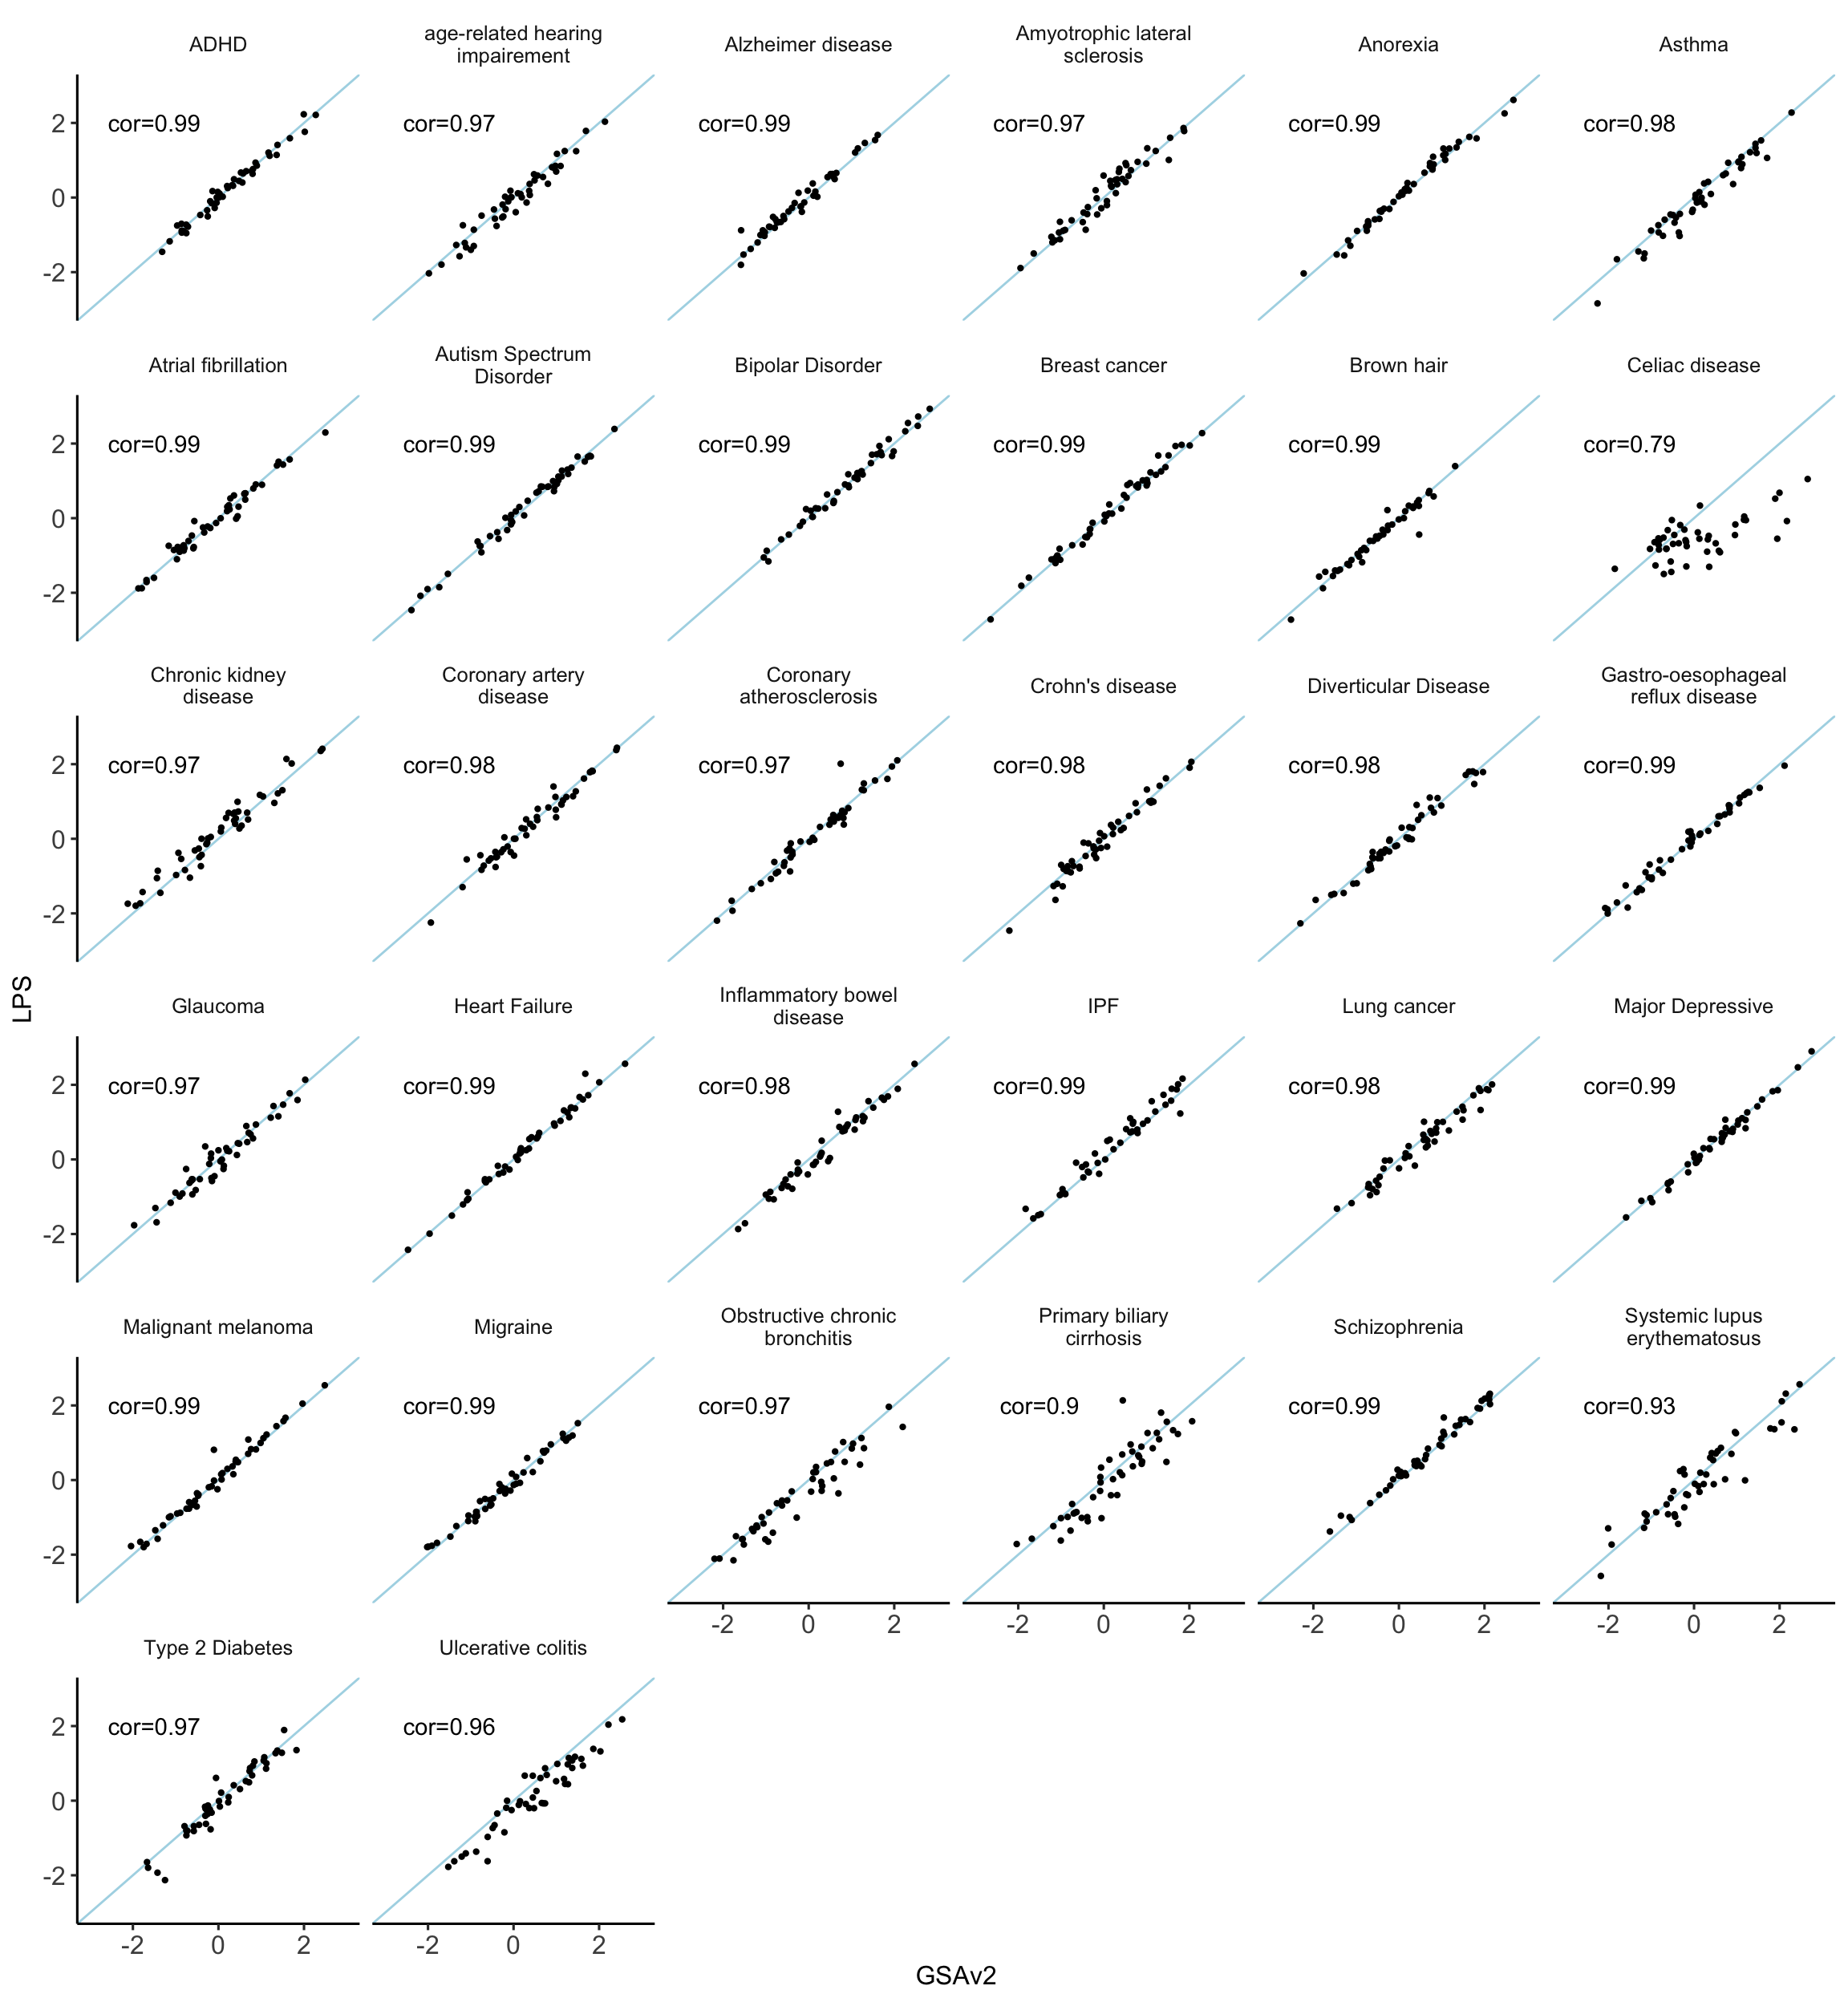 ADHD
age-related hearing
impairement
Alzheimer disease
Amyotrophic lateral
sclerosis
Anorexia
Asthma
2
0
-2
cor=0.99
cor=0.97
cor=0.99
cor=0.97
cor=0.99
cor=0.98
Atrial fibrillation
Autism Spectrum
Disorder
Bipolar Disorder
Breast cancer
Brown hair
Celiac disease
2
0
-2
cor=0.99
cor=0.99
cor=0.99
cor=0.99
cor=0.99
cor=0.79
Chronic kidney
disease
Coronary artery
disease
Coronary
atherosclerosis
Crohn's disease
Diverticular Disease
Gastro-oesophageal
reflux disease
2
0
-2
cor=0.97
cor=0.98
cor=0.97
cor=0.98
cor=0.98
cor=0.99
LPS
Glaucoma
Heart Failure
Inflammatory bowel
disease
IPF
Lung cancer
Major Depressive
2
0
-2
cor=0.97
cor=0.99
cor=0.98
cor=0.99
cor=0.98
cor=0.99
Malignant melanoma
Migraine
Obstructive chronic
bronchitis
Primary biliary
cirrhosis
Schizophrenia
Systemic lupus
erythematosus
2
0
-2
cor=0.99
cor=0.99
cor=0.97
cor=0.9
cor=0.99
cor=0.93
-2 0 2
-2 0 2
-2 0 2
-2 0 2
Type 2 Diabetes
Ulcerative colitis
2
0
-2
cor=0.97
cor=0.96
-2 0 2
-2 0 2
GSAv2